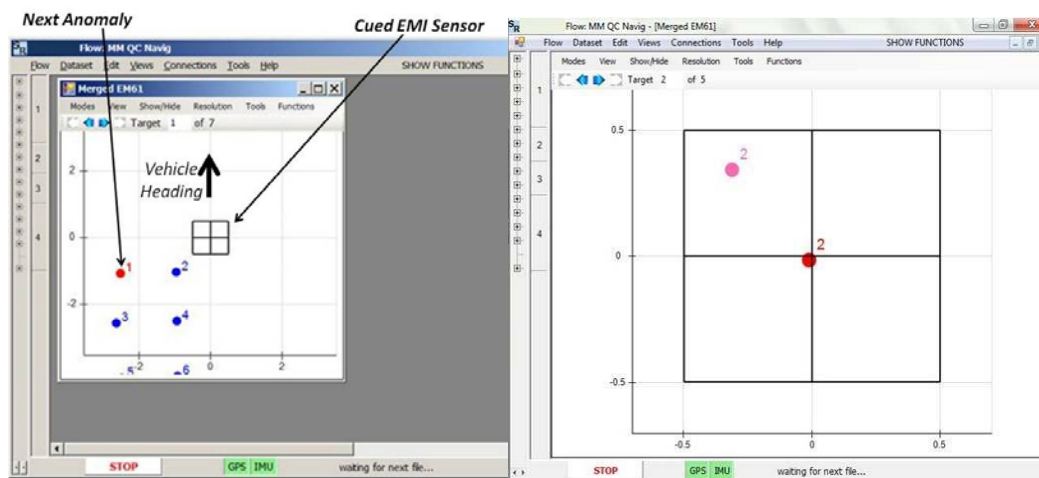 Next Anomaly
Cued EMI Sensor
SR Flow: MM QC Navig
Flow Dataset Edit Views Connections Tools Help SHOW FUNCTIONS
Merged EM61
Modes View Show/Hide Resolution Tools Functions
Target 1 of 7
1
2
3
4
2
0
-2
Vehicle
Heading
1
2
3
4
5
6
-2
0
2
STOP GPS IMU waiting for next file...
SR Flow: MM QC Navig - [Merged EM61]
Flow Dataset Edit Views Connections Tools Help SHOW FUNCTIONS
Modes View Show/Hide Resolution Tools Functions
Target 2 of 5
1
2
3
4
0.5
0
-0.5
2
2
-0.5
0
0.5
STOP GPS IMU waiting for next file...